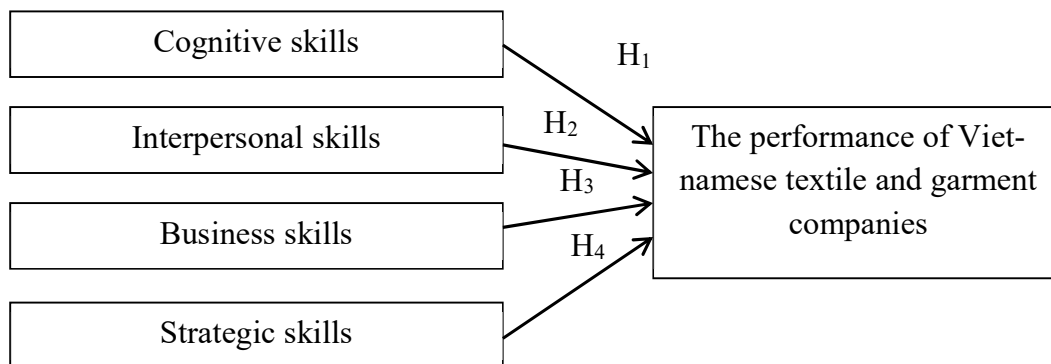 Cognitive skills
H₁
Interpersonal skills
H₂
The performance of Viet-
namese textile and garment
companies
H₃
Business skills
H₄
Strategic skills